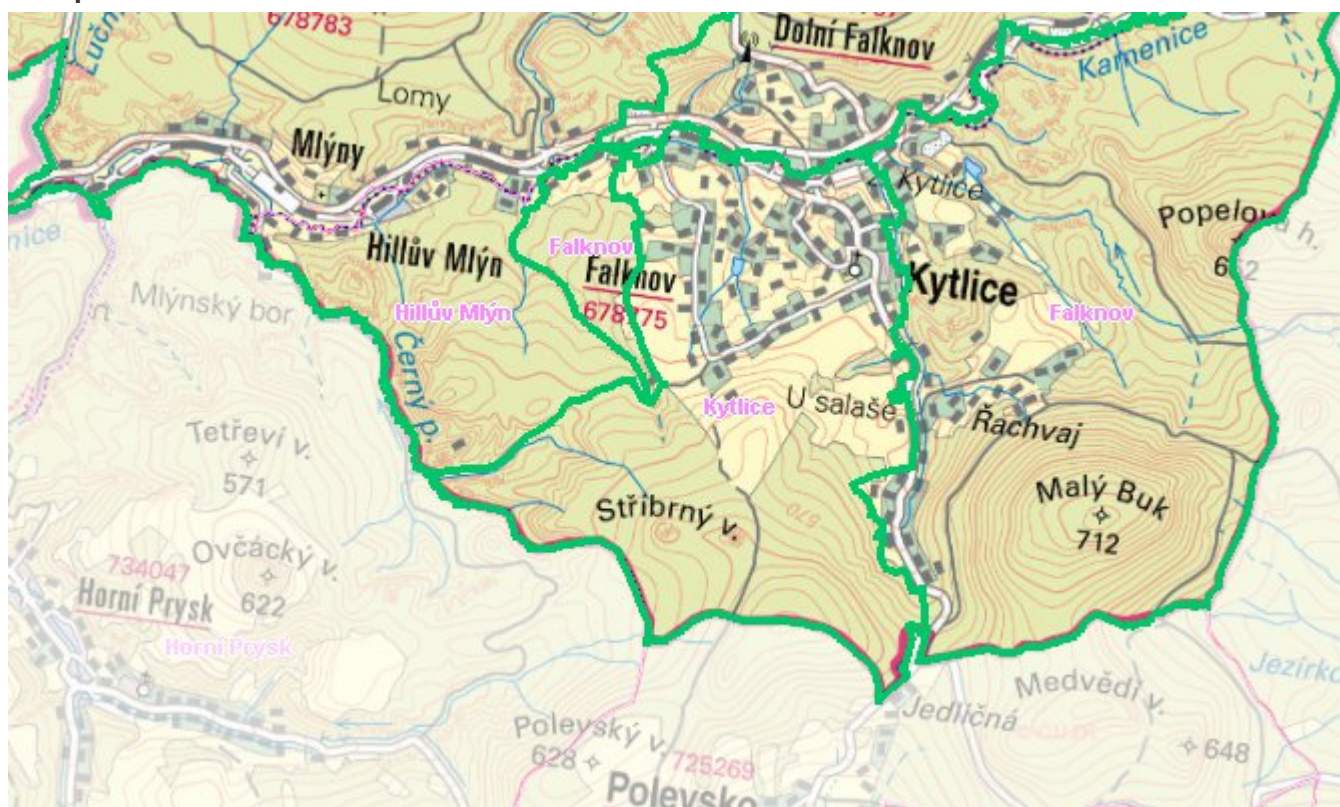 678783
Dolní Falknov
Kamenice
Lomy
Mlýny
Kytlice
Popelova h.
Falknov
Hillův Mlýn
Falknov
678775
Kytlice
Falknov
Mlýnský bor
Hillův Mlýn
Černý p.
Kytlice
U salaše
Řachvaj
Tetřeví v.
571
Malý Buk
712
Stříbrný v.
670
Ovčácký v.
734047
622
Horní Prysk
Horní Prysk
Jezírko
Medvědí v.
Jedličná
648
Polevský v.
628
725269
Polevsko